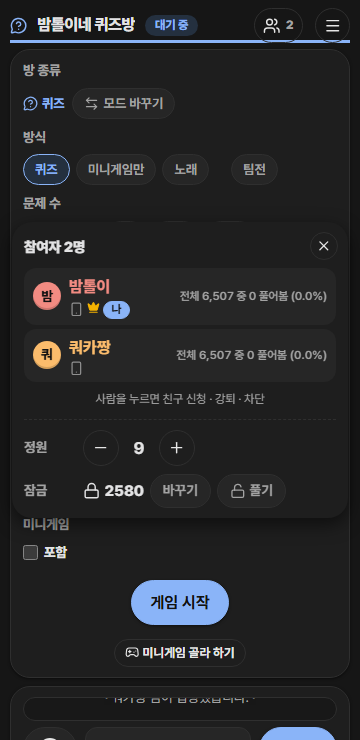 밤톨이네 퀴즈방 대기 중 2
방 종류
퀴즈 모드 바꾸기
방식
퀴즈 미니게임만 노래 팀전
문제 수
참여자 2명
밤 밤톨이 전체 6,507 중 0 풀어봄 (0.0%)
나
쿼 쿼카짱 전체 6,507 중 0 풀어봄 (0.0%)
사람을 누르면 친구 신청 · 강퇴 · 차단
정원 9
잠금 2580 바꾸기 풀기
미니게임
포함
게임 시작
미니게임 골라 하기